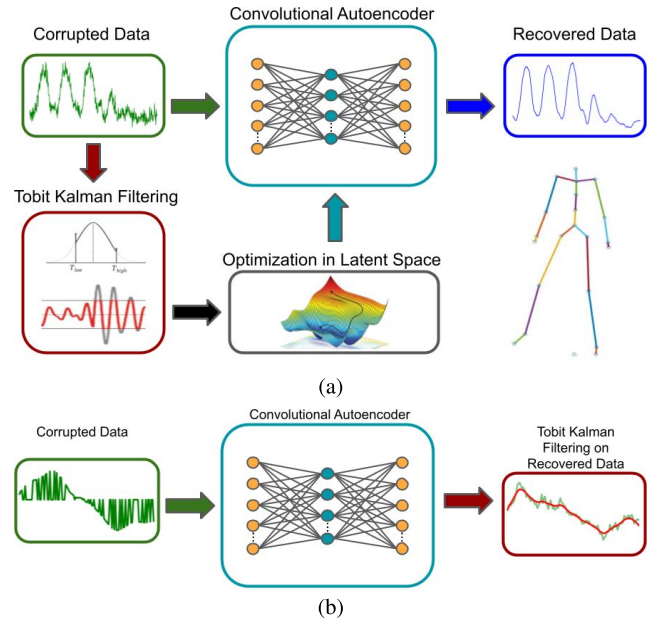 Corrupted Data
Convolutional Autoencoder
Recovered Data
Tobit Kalman Filtering
T_low
T_high
Optimization in Latent Space
(a)
Corrupted Data
Convolutional Autoencoder
Tobit Kalman
Filtering on
Recovered Data
(b)